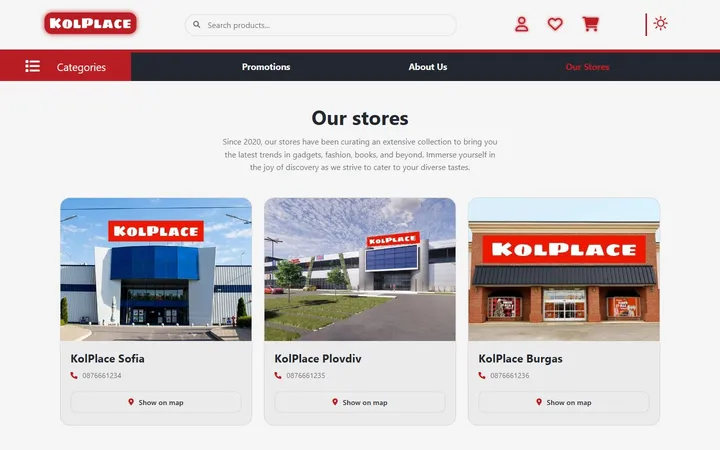 KOLPLACE
Search products...
Categories
Promotions
About Us
Our Stores
Our stores
Since 2020, our stores have been curating an extensive collection to bring you
the latest trends in gadgets, fashion, books, and beyond. Immerse yourself in
the joy of discovery as we strive to cater to your diverse tastes.
KOLPLACE
KOLPLACE
KOLPLACE
KolPlace Sofia
0876661234
Show on map
KolPlace Plovdiv
0876661235
Show on map
KolPlace Burgas
0876661236
Show on map